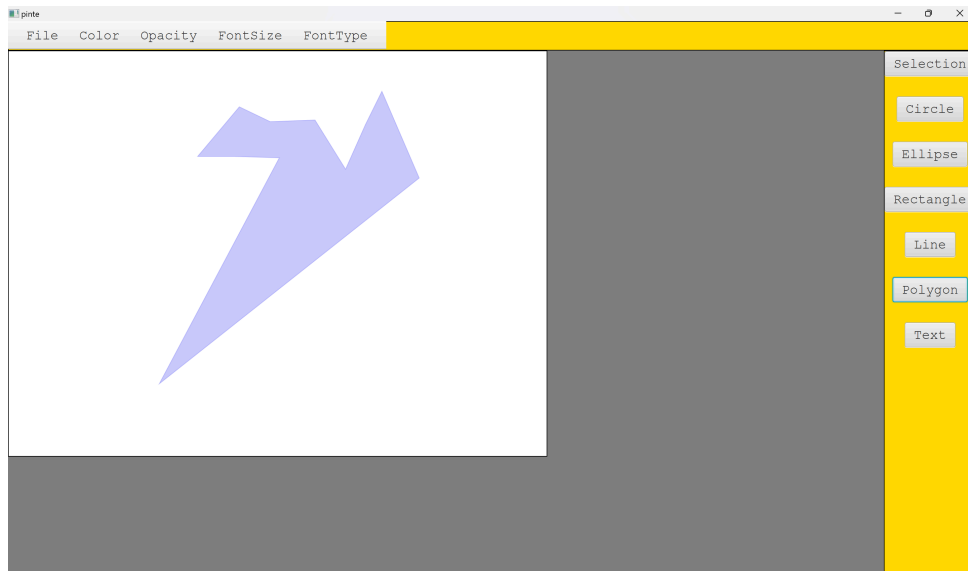 pinte
File Color Opacity FontSize FontType
Selection
Circle
Ellipse
Rectangle
Line
Polygon
Text